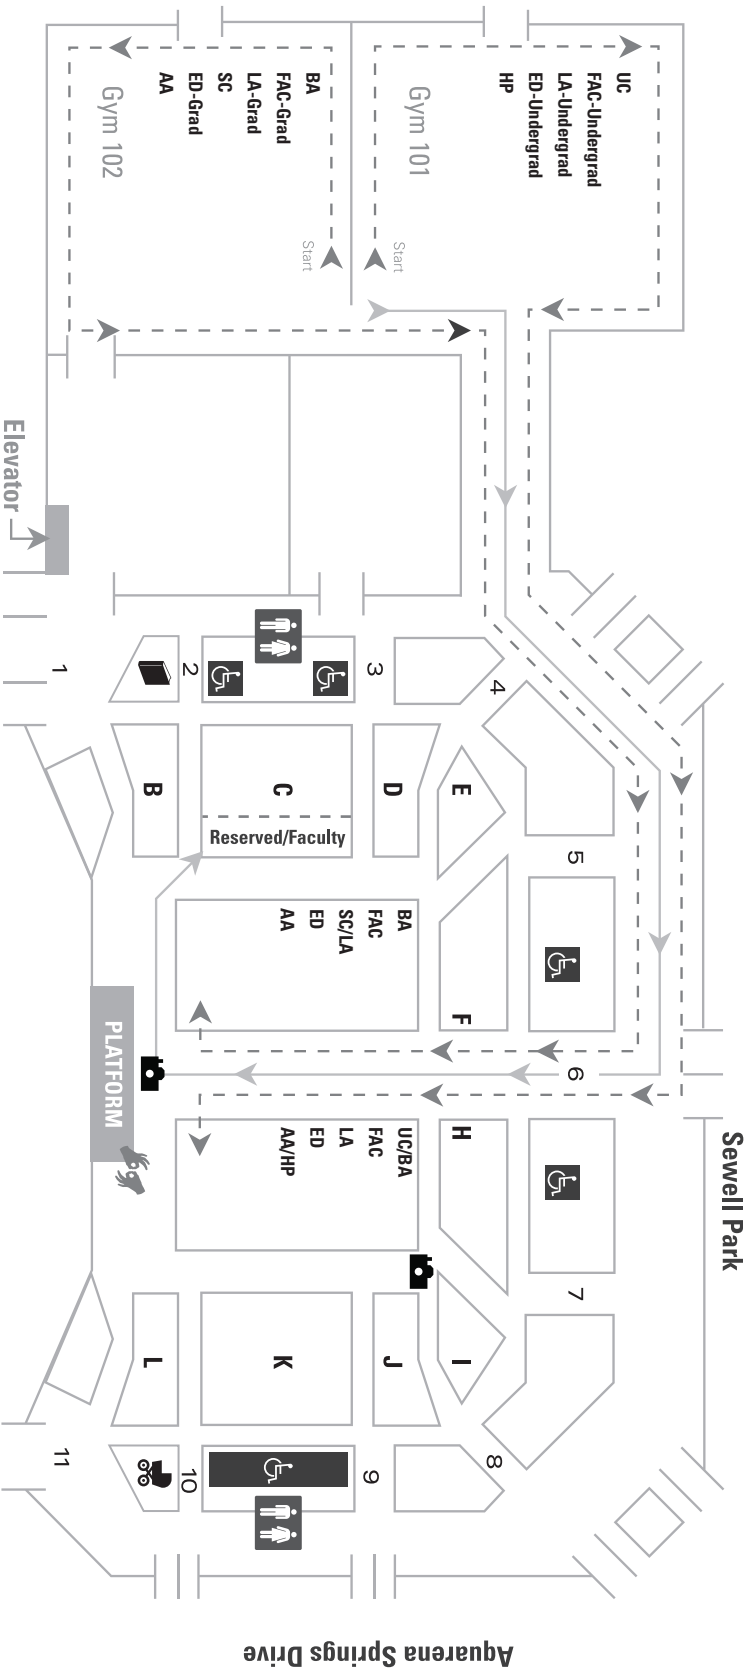 Gym 101
UC
FAC-Undergrad
LA-Undergrad
ED-Undergrad
HP
Start
Gym 102
BA
FAC-Grad
LA-Grad
SC
ED-Grad
AA
Start
Elevator
1
2
3
4
5
6
7
8
9
10
11
B
C
Reserved/Faculty
D
E
F
BA
FAC
SC/LA
ED
AA
PLATFORM
H
UC/BA
FAC
LA
ED
AA/HP
I
J
K
L
Sewell Park
Aquarena Springs Drive